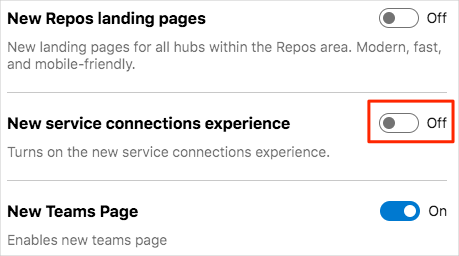 New Repos landing pages Off
New landing pages for all hubs within the Repos area. Modern, fast,
and mobile-friendly.
New service connections experience Off
Turns on the new service connections experience.
New Teams Page On
Enables new teams page